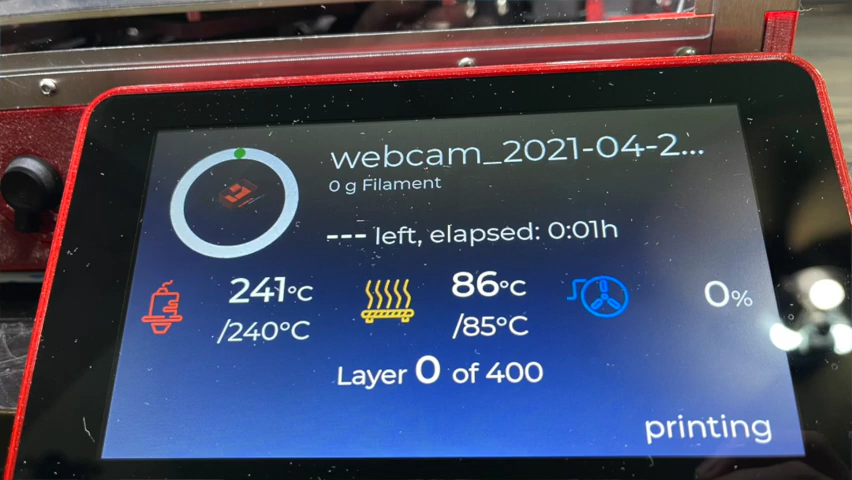 webcam_2021-04-2...
0 g Filament
--- left, elapsed: 0:01h
241°C
/240°C
86°C
/85°C
0%
Layer 0 of 400
printing